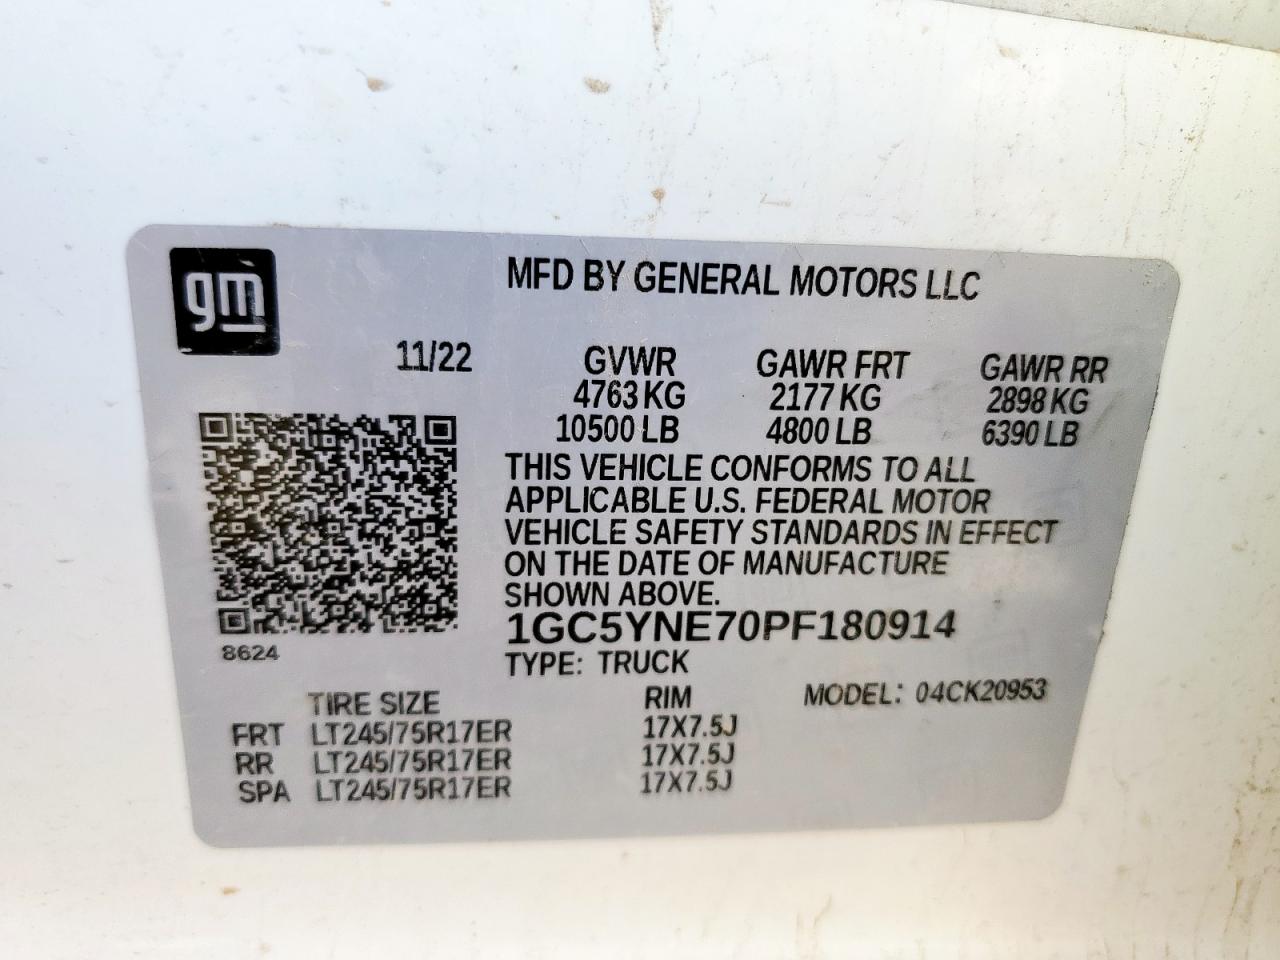 gm
MFD BY GENERAL MOTORS LLC
11/22
GVWR GAWR FRT GAWR RR
4763 KG 2177 KG 2898 KG
10500 LB 4800 LB 6390 LB
THIS VEHICLE CONFORMS TO ALL
APPLICABLE U.S. FEDERAL MOTOR
VEHICLE SAFETY STANDARDS IN EFFECT
ON THE DATE OF MANUFACTURE
SHOWN ABOVE.
1GC5YNE70PF180914
8624
TYPE: TRUCK
MODEL: 04CK20953
TIRE SIZE RIM
FRT LT245/75R17ER 17X7.5J
RR LT245/75R17ER 17X7.5J
SPA LT245/75R17ER 17X7.5J